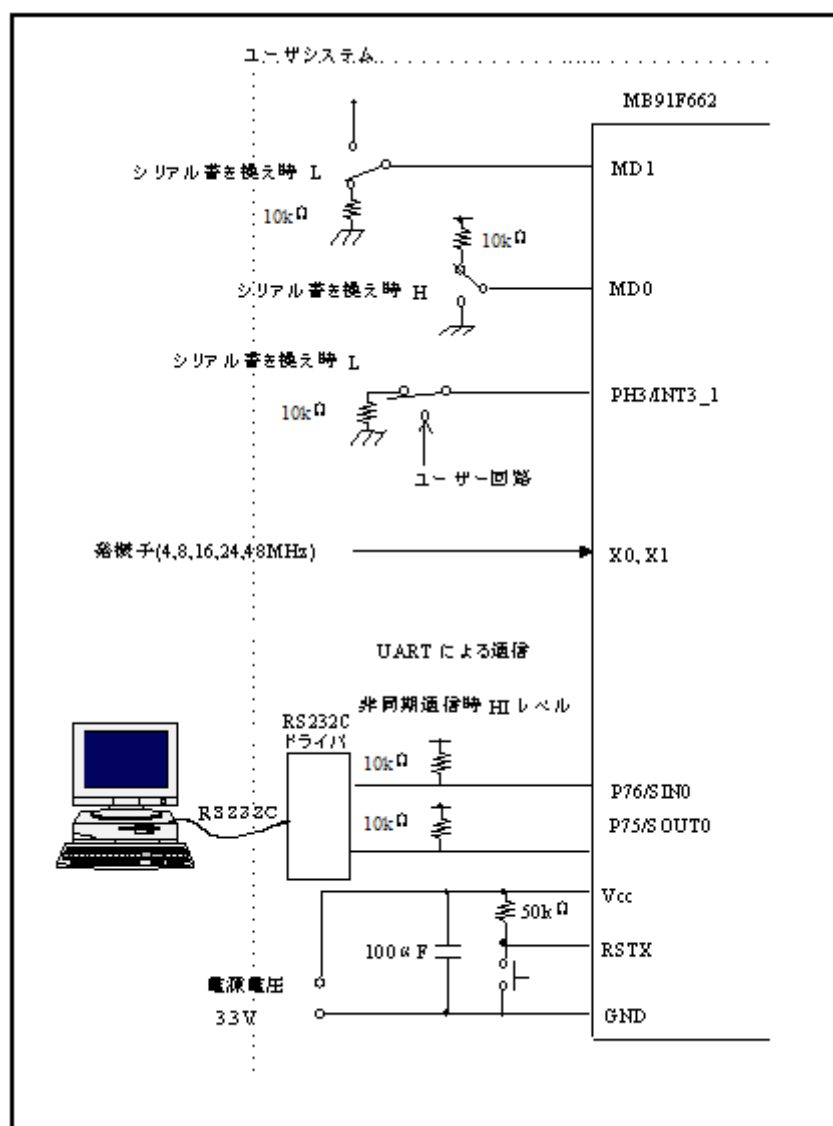 ユーザシステム
MB91F662
MD1
シリアル書き換え時 L
10kΩ
10kΩ
シリアル書き換え時 H
MD0
シリアル書き換え時 L
10kΩ
PH3/INT3_1
ユーザー回路
発振子(4,8,16,24,48MHz)
X0, X1
UART による通信
非同期通信時 HI レベル
RS232C
ドライバ
10kΩ
P76/SIN0
RS232C
10kΩ
P75/SOUT0
Vcc
50kΩ
100αF
RSTX
電源電圧
3.3V
GND